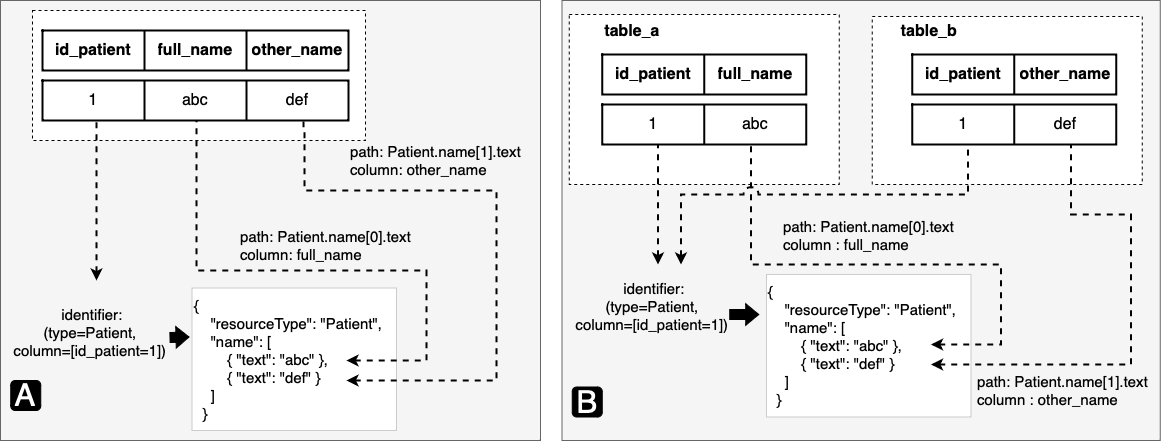 id_patient full_name other_name
1 abc def
path: Patient.name[1].text
column: other_name
path: Patient.name[0].text
column: full_name
identifier:
(type=Patient,
column=[id_patient=1])
{
"resourceType": "Patient",
"name": [
{ "text": "abc" },
{ "text": "def" }
]
}
A
table_a
id_patient full_name
1 abc
table_b
id_patient other_name
1 def
path: Patient.name[0].text
column : full_name
identifier:
(type=Patient,
column=[id_patient=1])
{
"resourceType": "Patient",
"name": [
{ "text": "abc" },
{ "text": "def" }
]
}
path: Patient.name[1].text
column : other_name
B